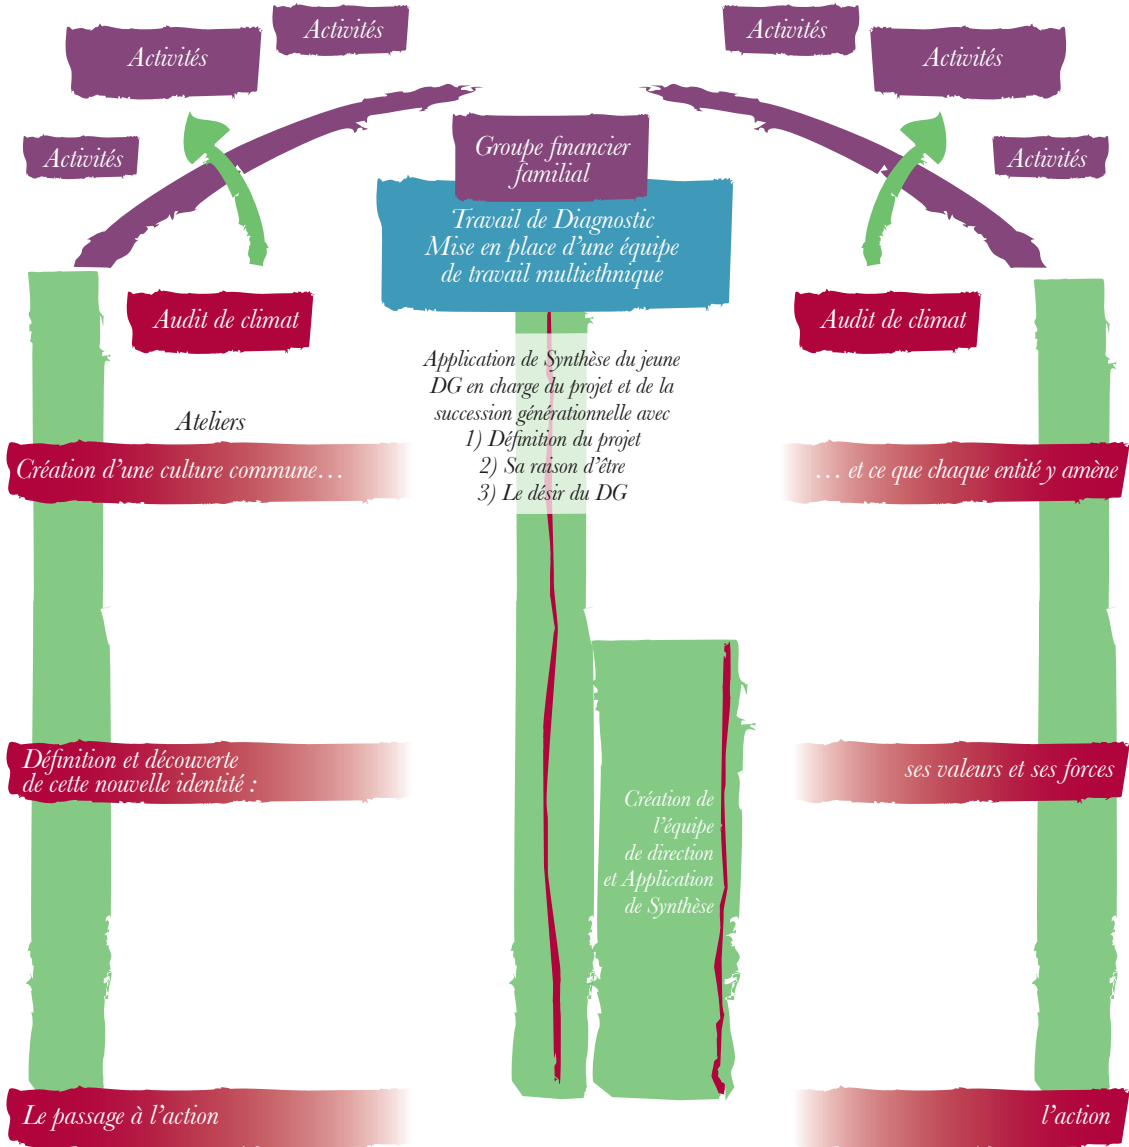 Activités
Activités
Activités
Activités
Activités
Activités
Groupe financier
familial
Travail de Diagnostic
Mise en place d’une équipe
de travail multiethnique
Audit de climat
Audit de climat
Application de Synthèse du jeune
DG en charge du projet et de la
succession générationnelle avec
1) Définition du projet
2) Sa raison d’être
3) Le désir du DG
Ateliers
Création d’une culture commune…
… et ce que chaque entité y amène
Définition et découverte
de cette nouvelle identité :
ses valeurs et ses forces
Création de
l’équipe
de direction
et Application
de Synthèse
Le passage à l’action
l’action